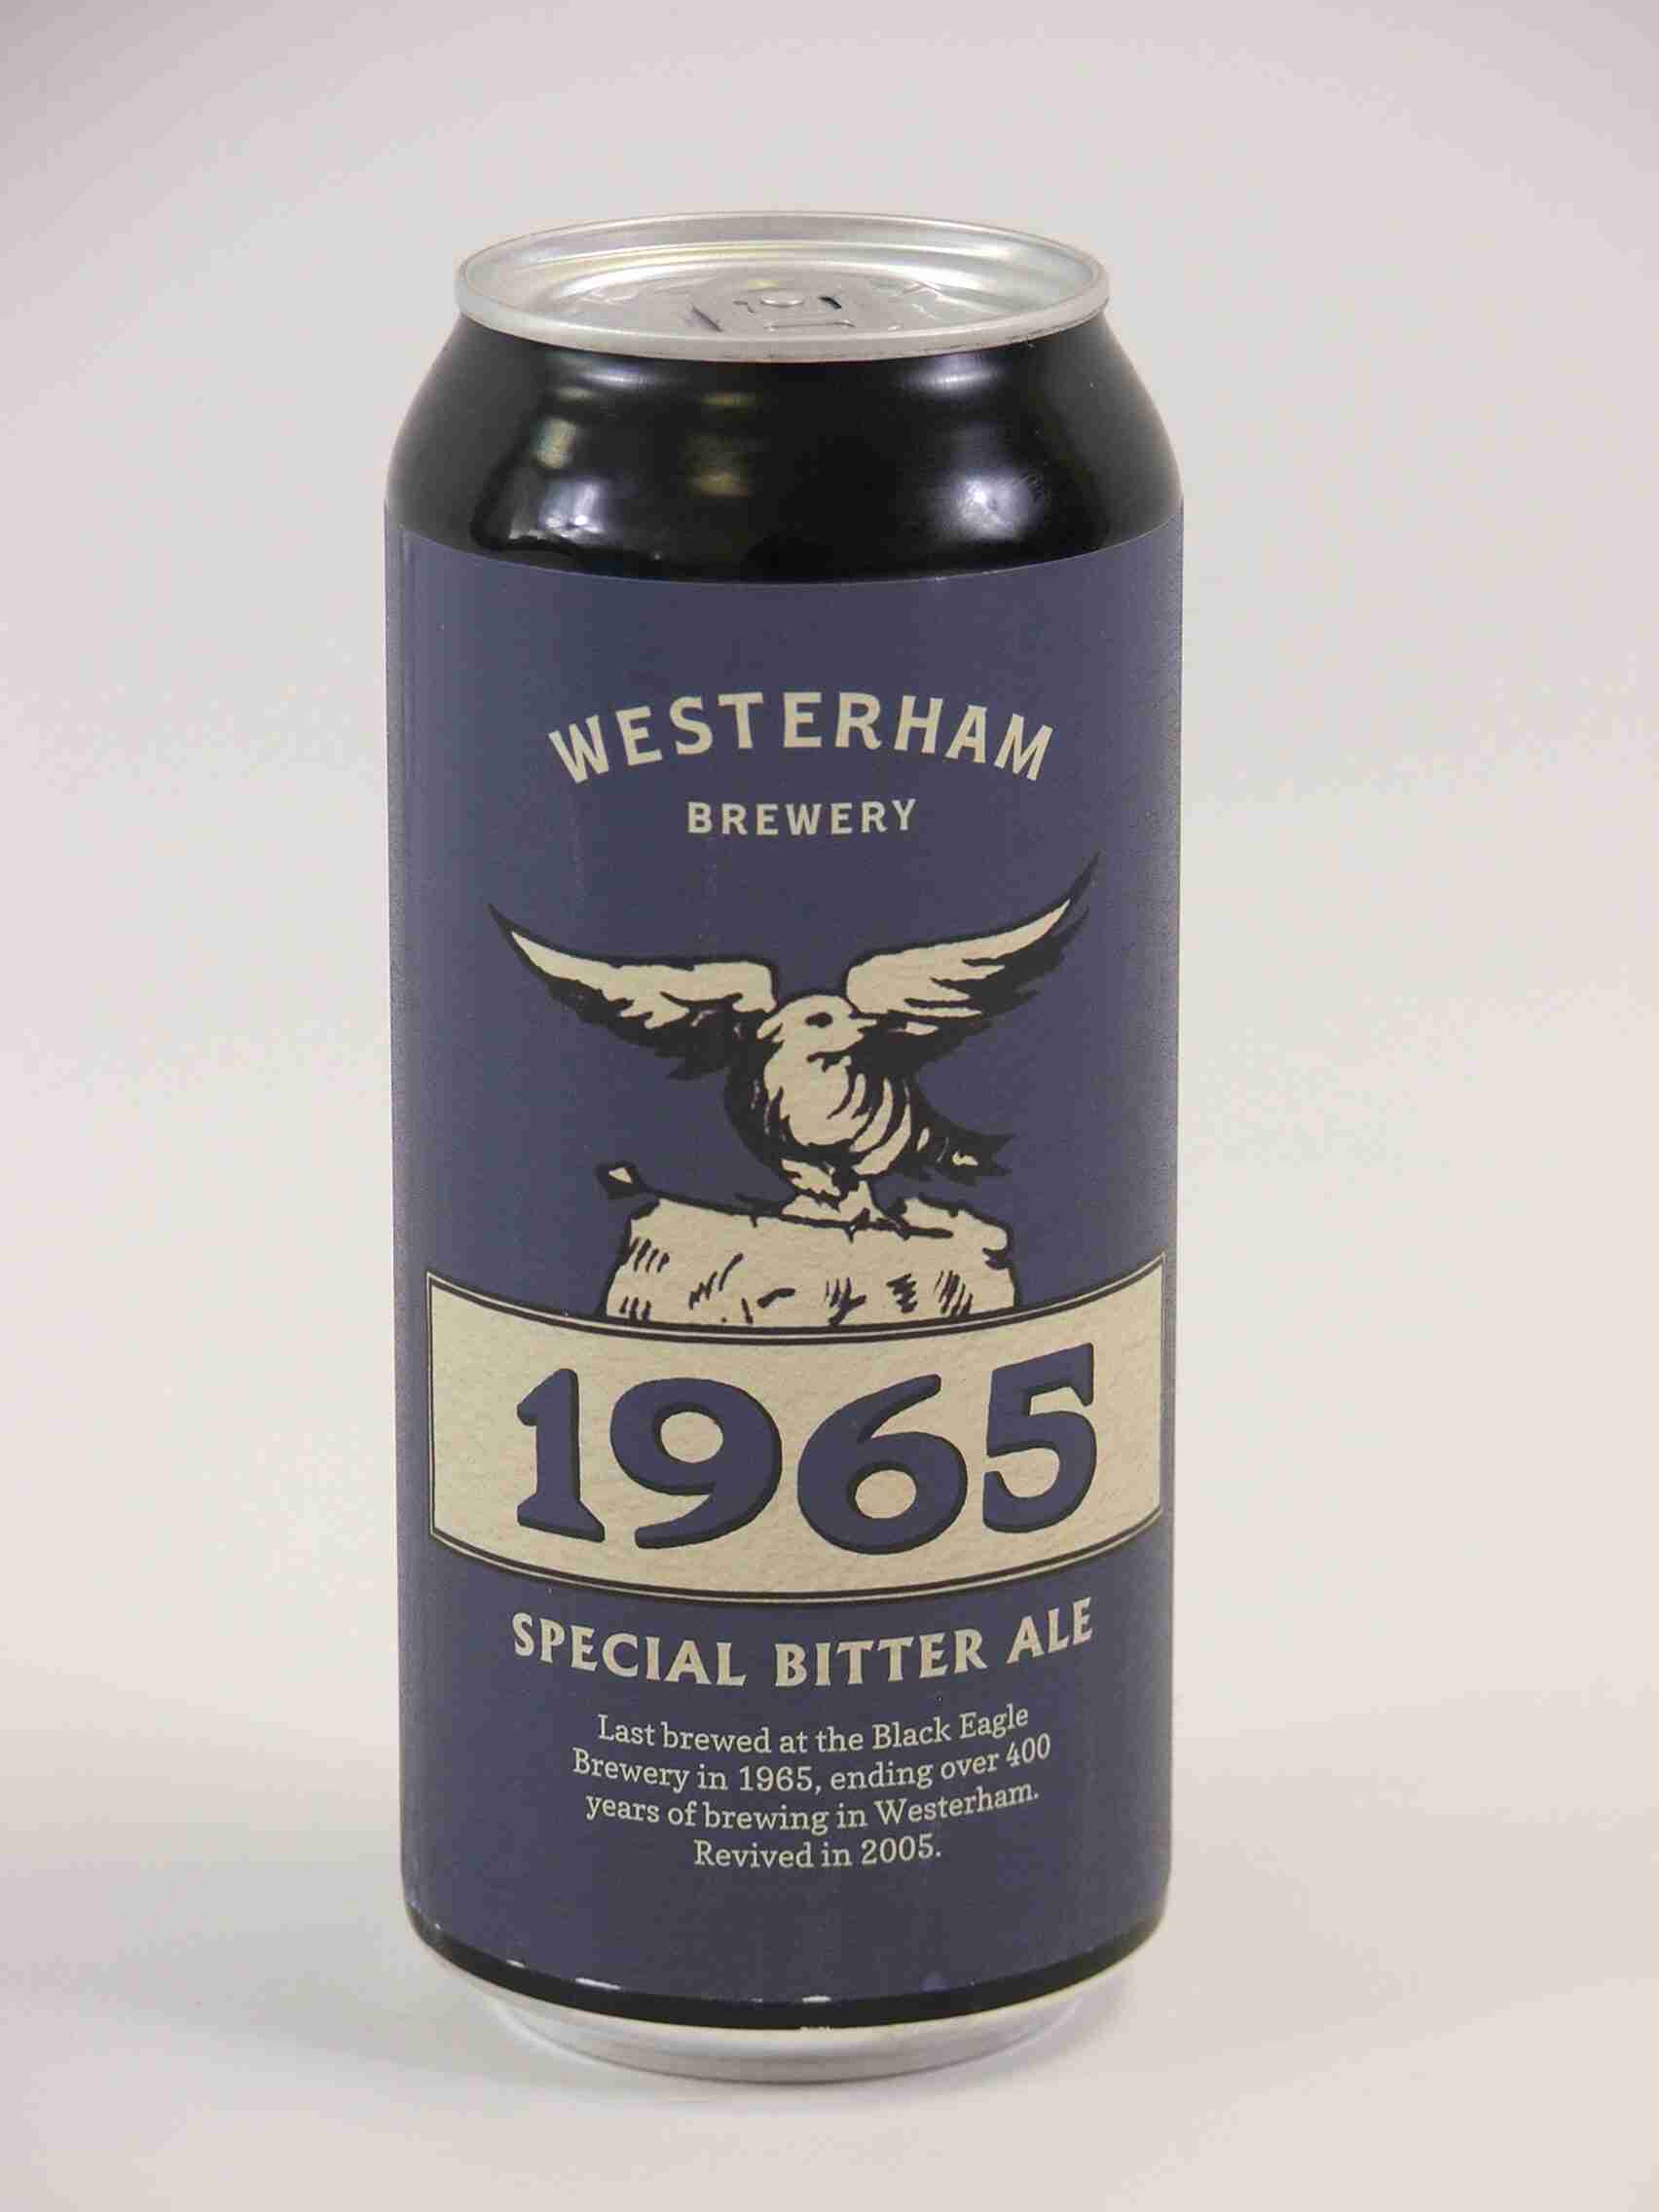 WESTERHAM
BREWERY
1965
SPECIAL BITTER ALE
Last brewed at the Black Eagle
Brewery in 1965, ending over 400
years of brewing in Westerham.
Revived in 2005.